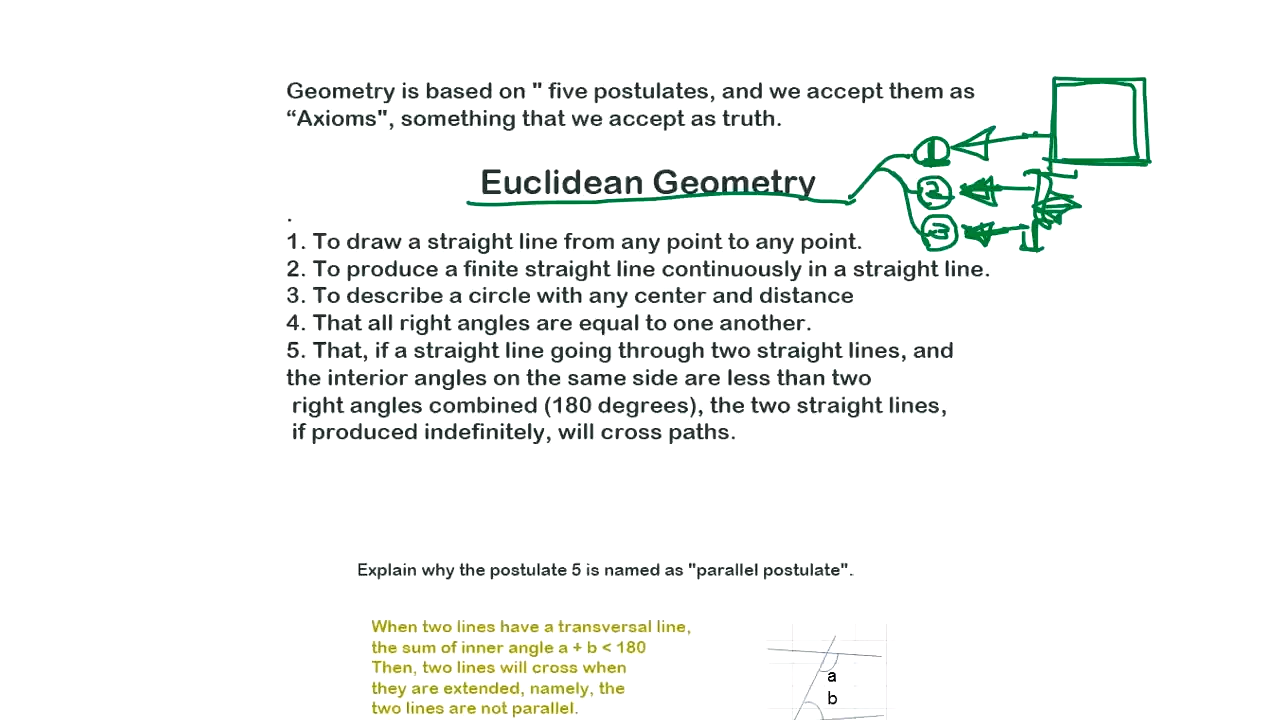 Geometry is based on " five postulates, and we accept them as
“Axioms", something that we accept as truth.
Euclidean Geometry
1
2
3
.
1. To draw a straight line from any point to any point.
2. To produce a finite straight line continuously in a straight line.
3. To describe a circle with any center and distance
4. That all right angles are equal to one another.
5. That, if a straight line going through two straight lines, and
the interior angles on the same side are less than two
right angles combined (180 degrees), the two straight lines,
if produced indefinitely, will cross paths.
Explain why the postulate 5 is named as "parallel postulate".
When two lines have a transversal line,
the sum of inner angle a + b < 180
Then, two lines will cross when
they are extended, namely, the
two lines are not parallel.
a
b